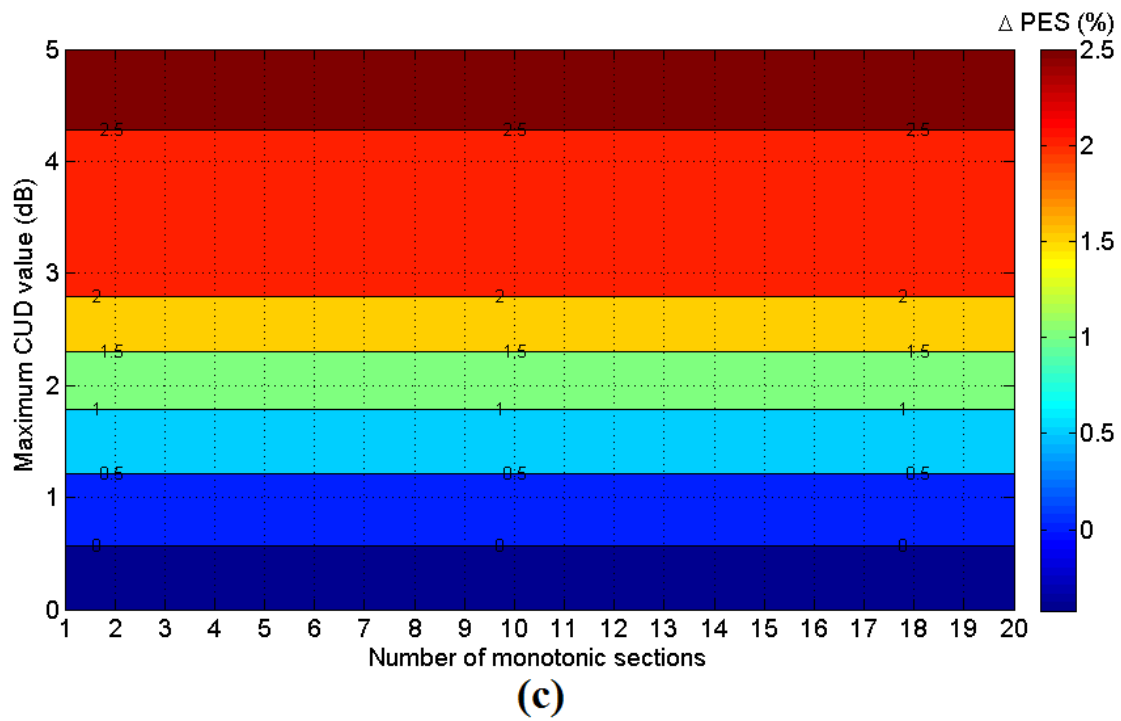 Δ PES (%)
5
4
3
2
1
0
Maximum CUD value (dB)
2.5 2.5 2.5
2 2 2
1.5 1.5 1.5
1 1 1
0.5 0.5 0.5
0 0 0
1 2 3 4 5 6 7 8 9 10 11 12 13 14 15 16 17 18 19 20
Number of monotonic sections
2.5
2
1.5
1
0.5
0
(c)